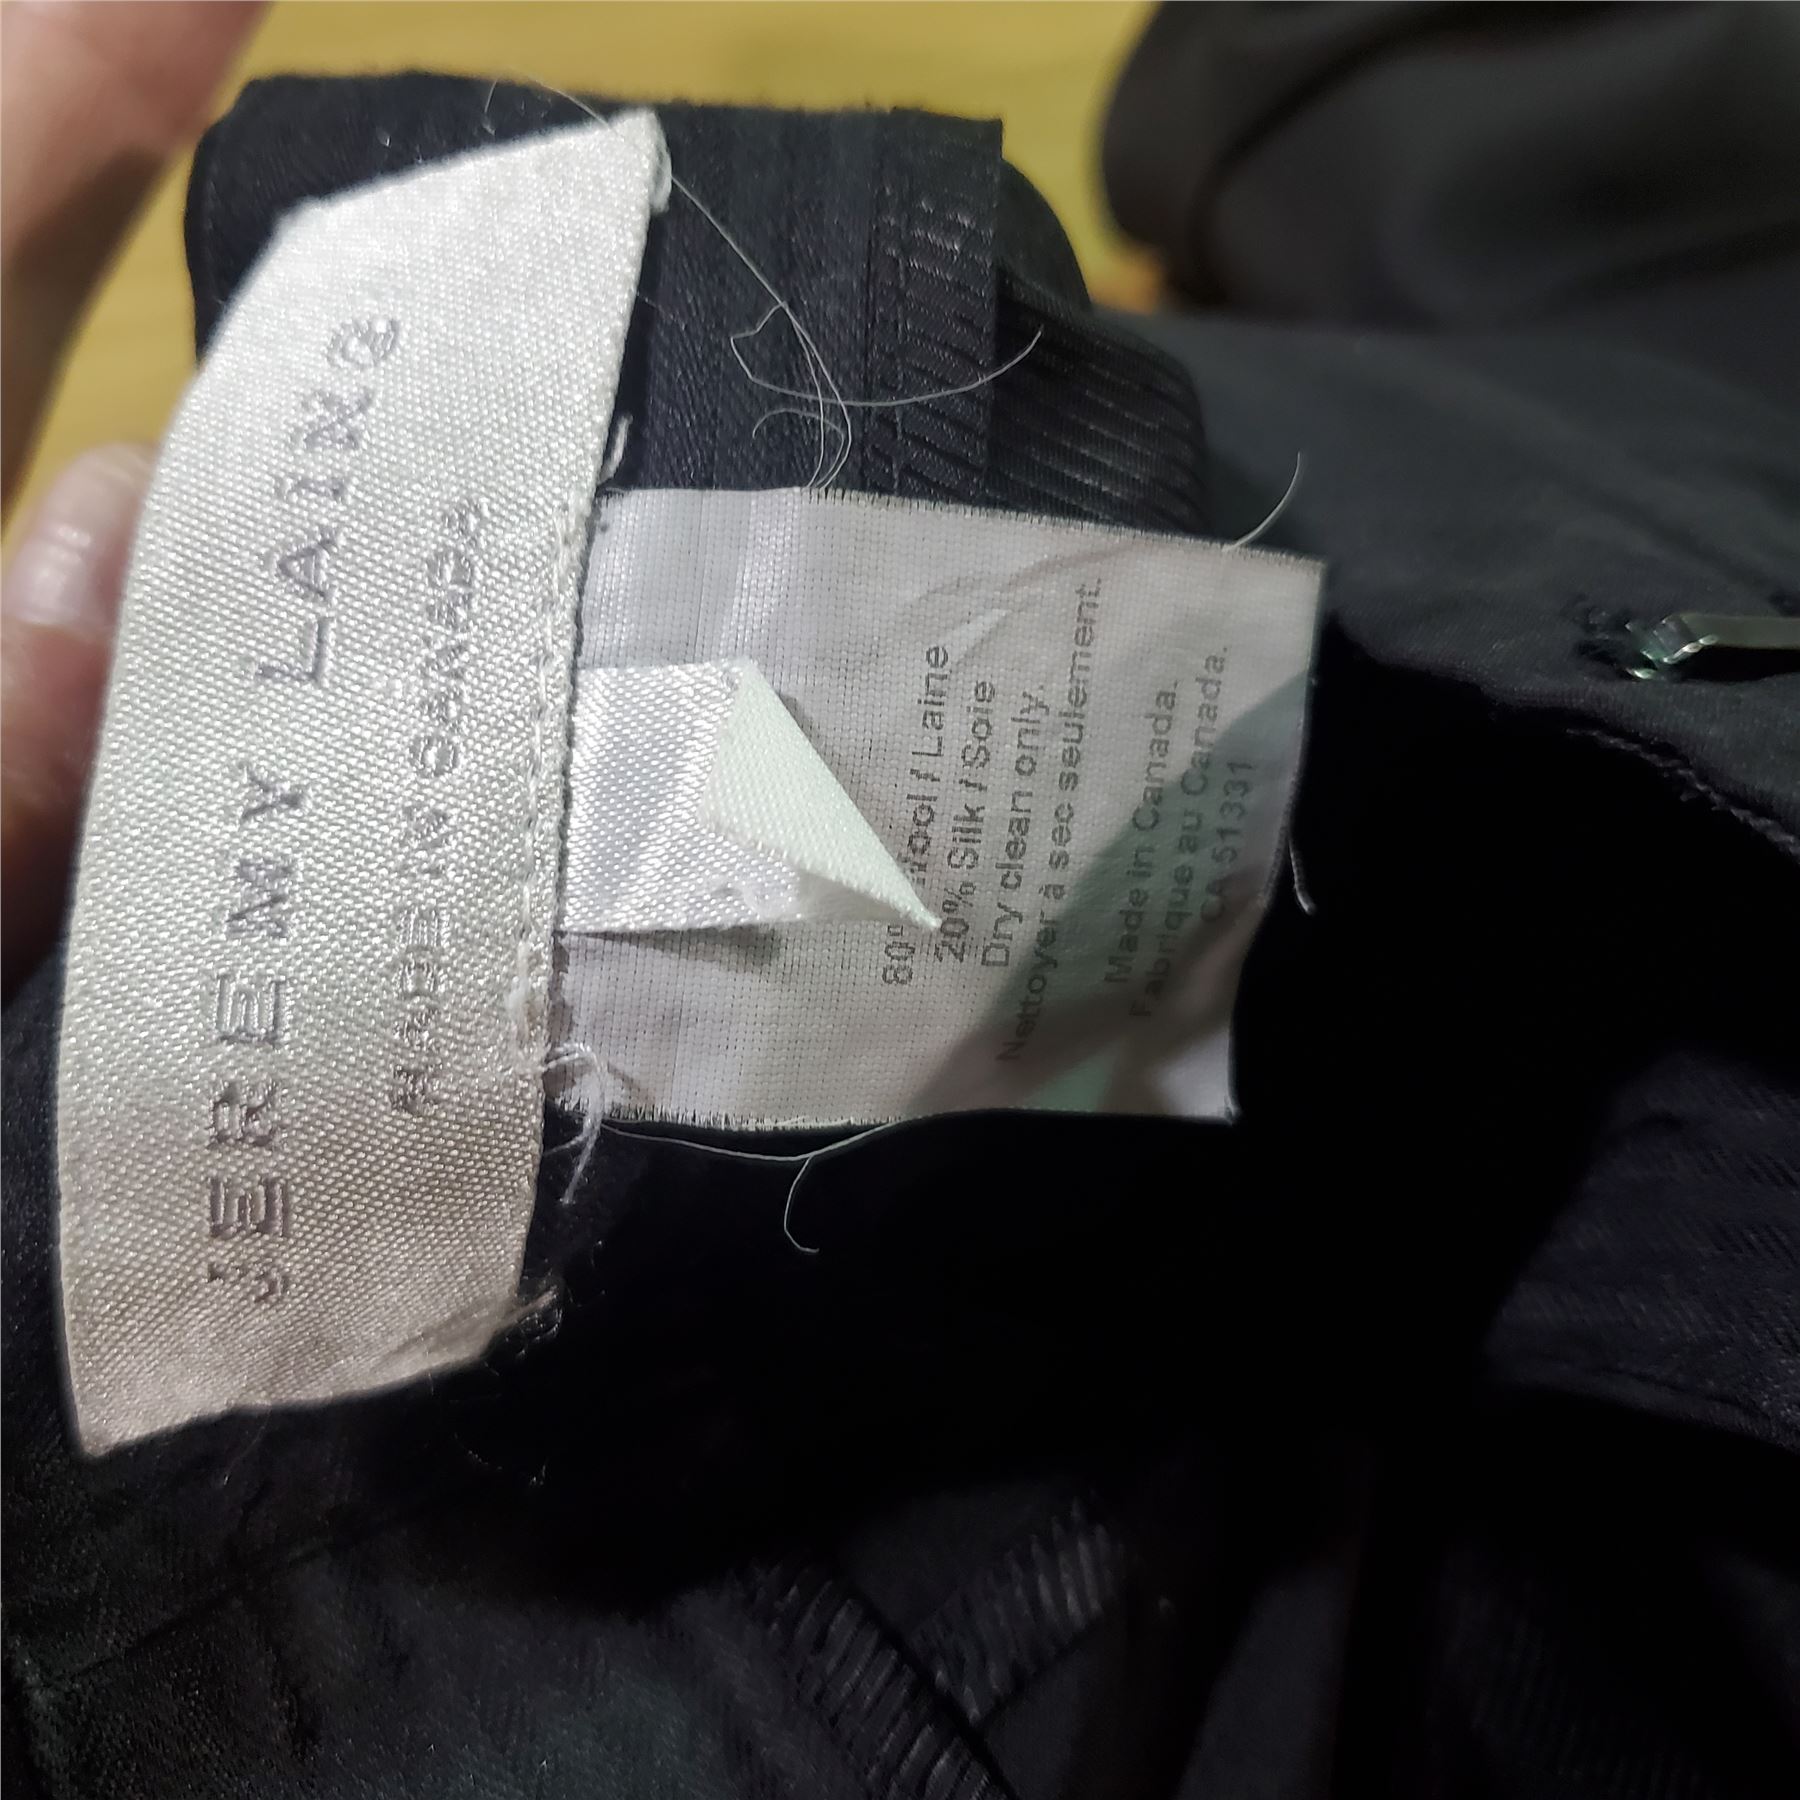 JEREMY LAING
MADE IN CANADA
80% Wool / Laine
20% Silk / Soie
Dry clean only.
Nettoyer à sec seulement.
Made in Canada.
Fabrique au Canada.
CA 51331